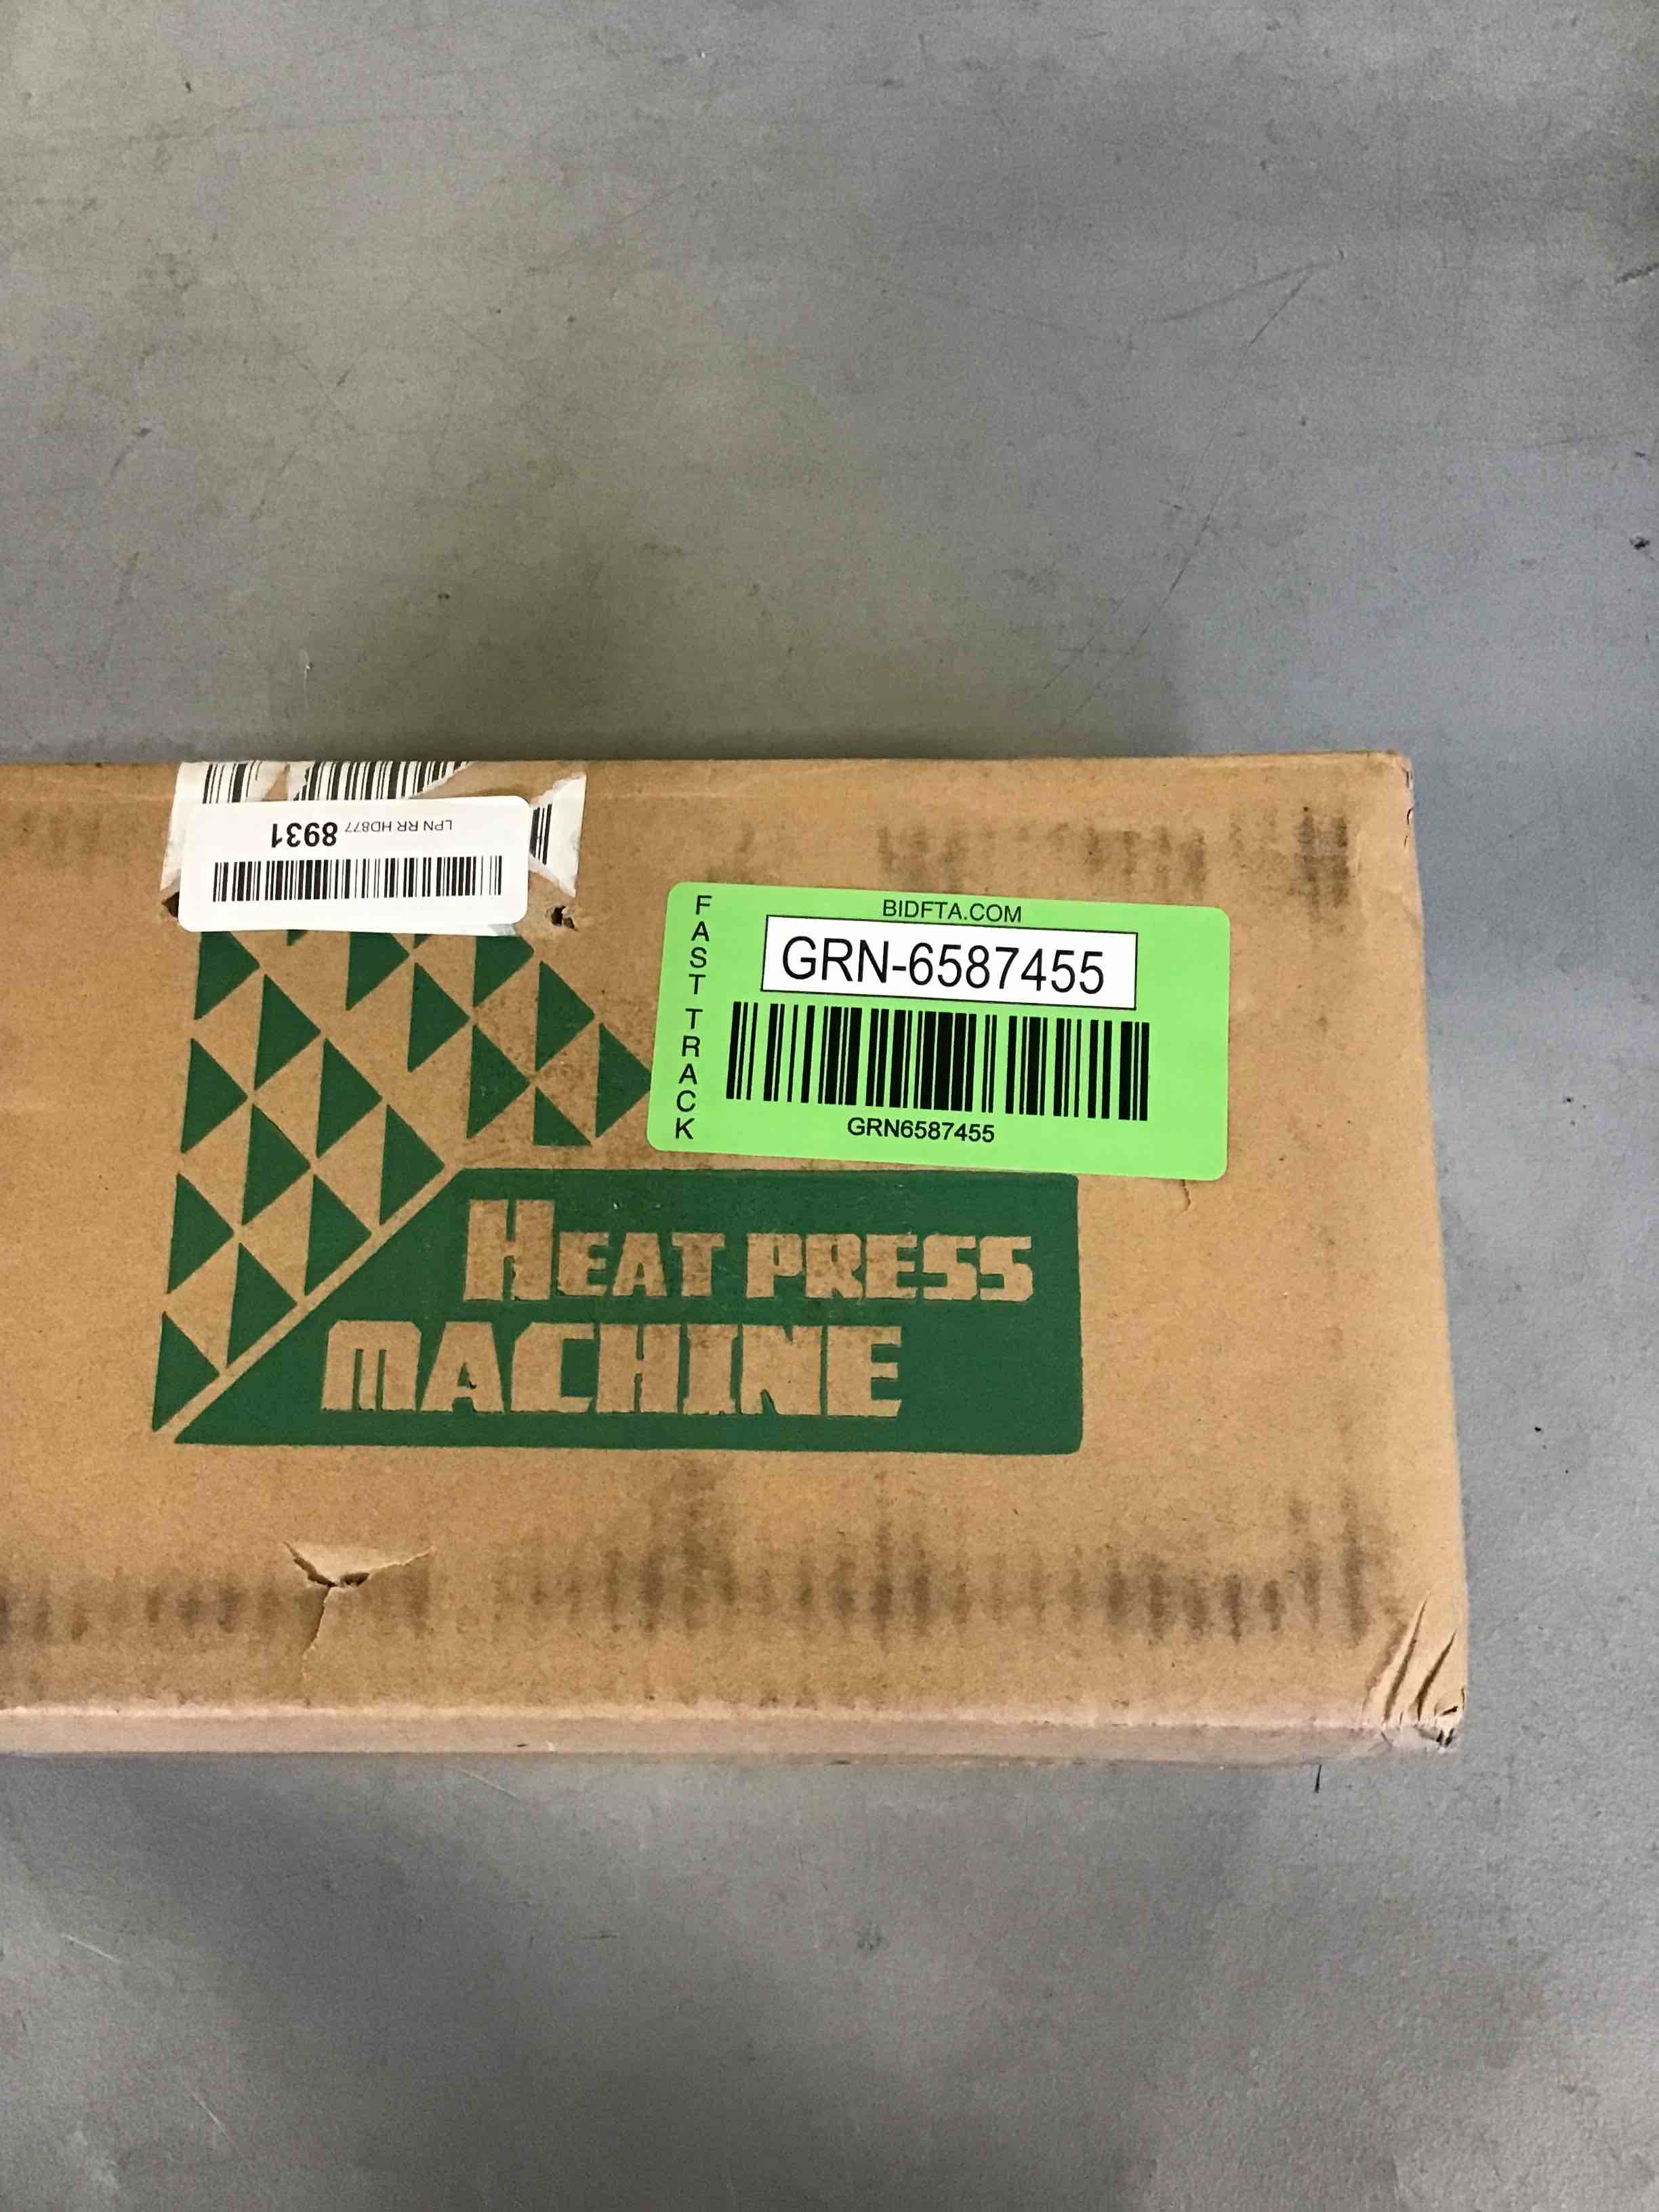 LPN RR HD877 8931
BIDFTA.COM
FAST TRACK
GRN-6587455
GRN6587455
HEAT PRESS
MACHINE